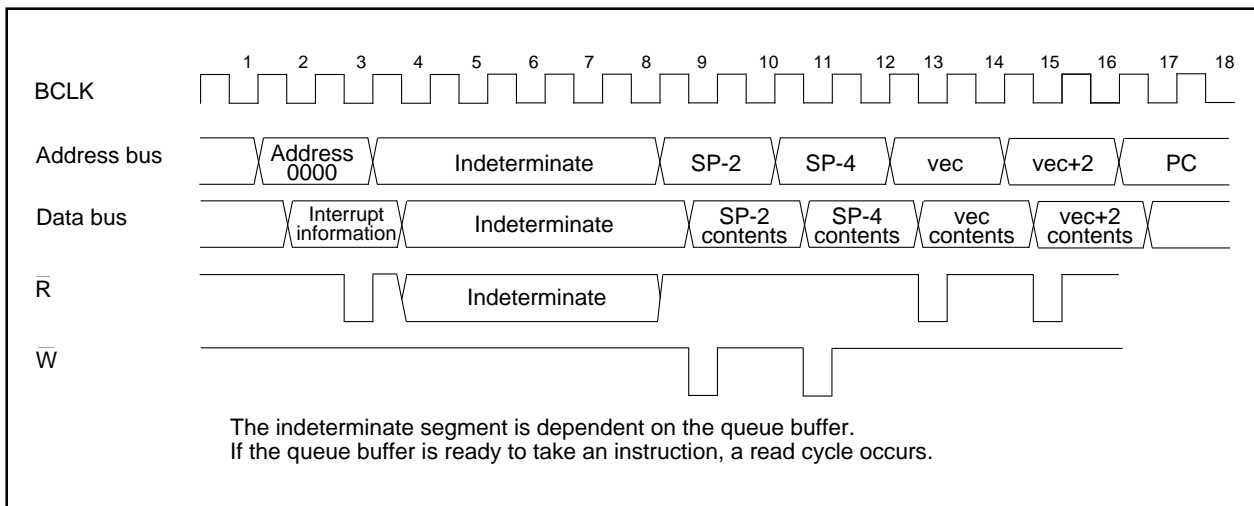 1 2 3 4 5 6 7 8 9 10 11 12 13 14 15 16 17 18
BCLK
Address bus
Address
0000
Indeterminate
SP-2
SP-4
vec
vec+2
PC
Data bus
Interrupt
information
Indeterminate
SP-2
contents
SP-4
contents
vec
contents
vec+2
contents
R̅
Indeterminate
W̅
The indeterminate segment is dependent on the queue buffer.
If the queue buffer is ready to take an instruction, a read cycle occurs.